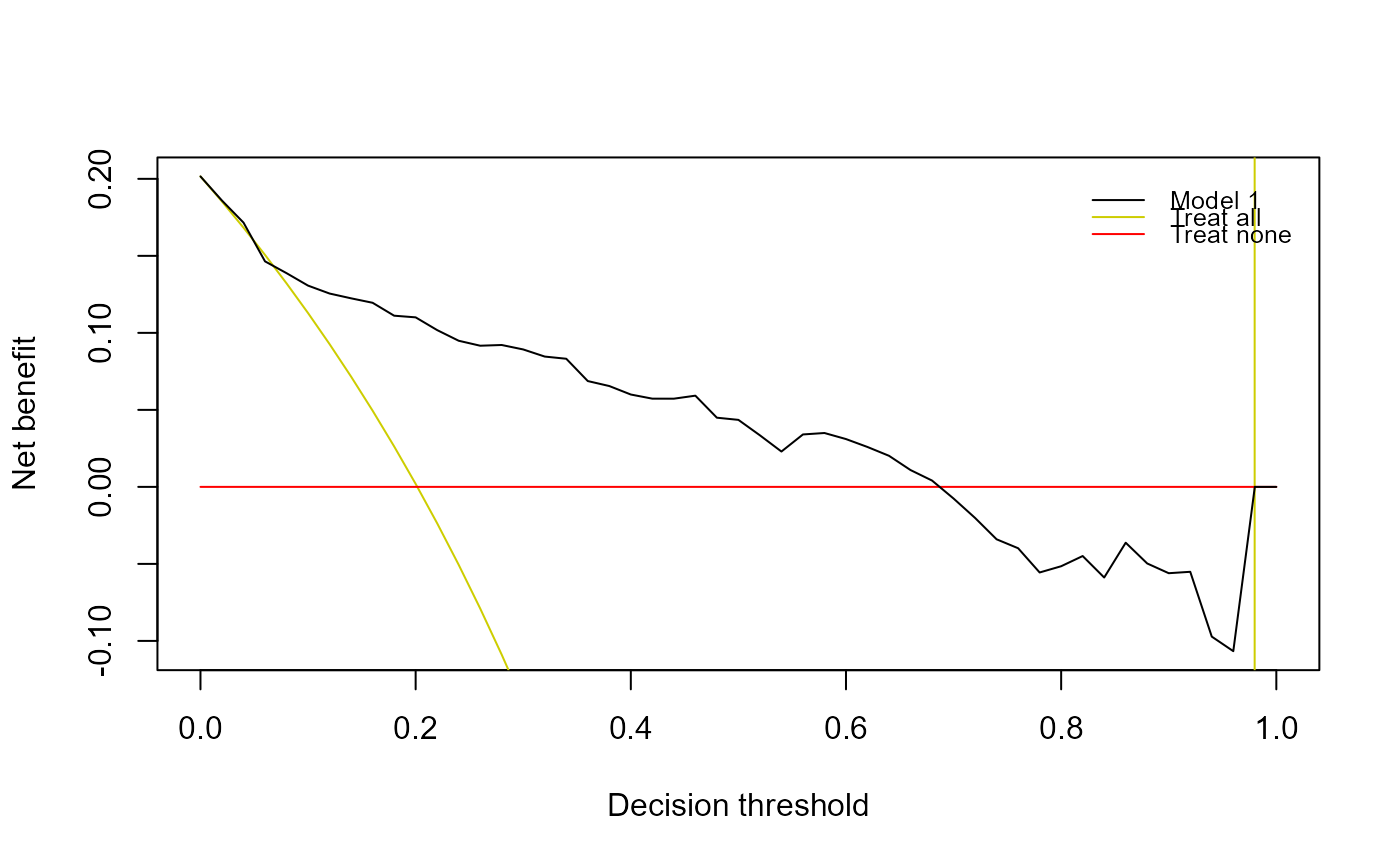 Model 1
Treat all
Treat none
Net benefit
0.20
0.10
0.00
-0.10
0.0 0.2 0.4 0.6 0.8 1.0
Decision threshold